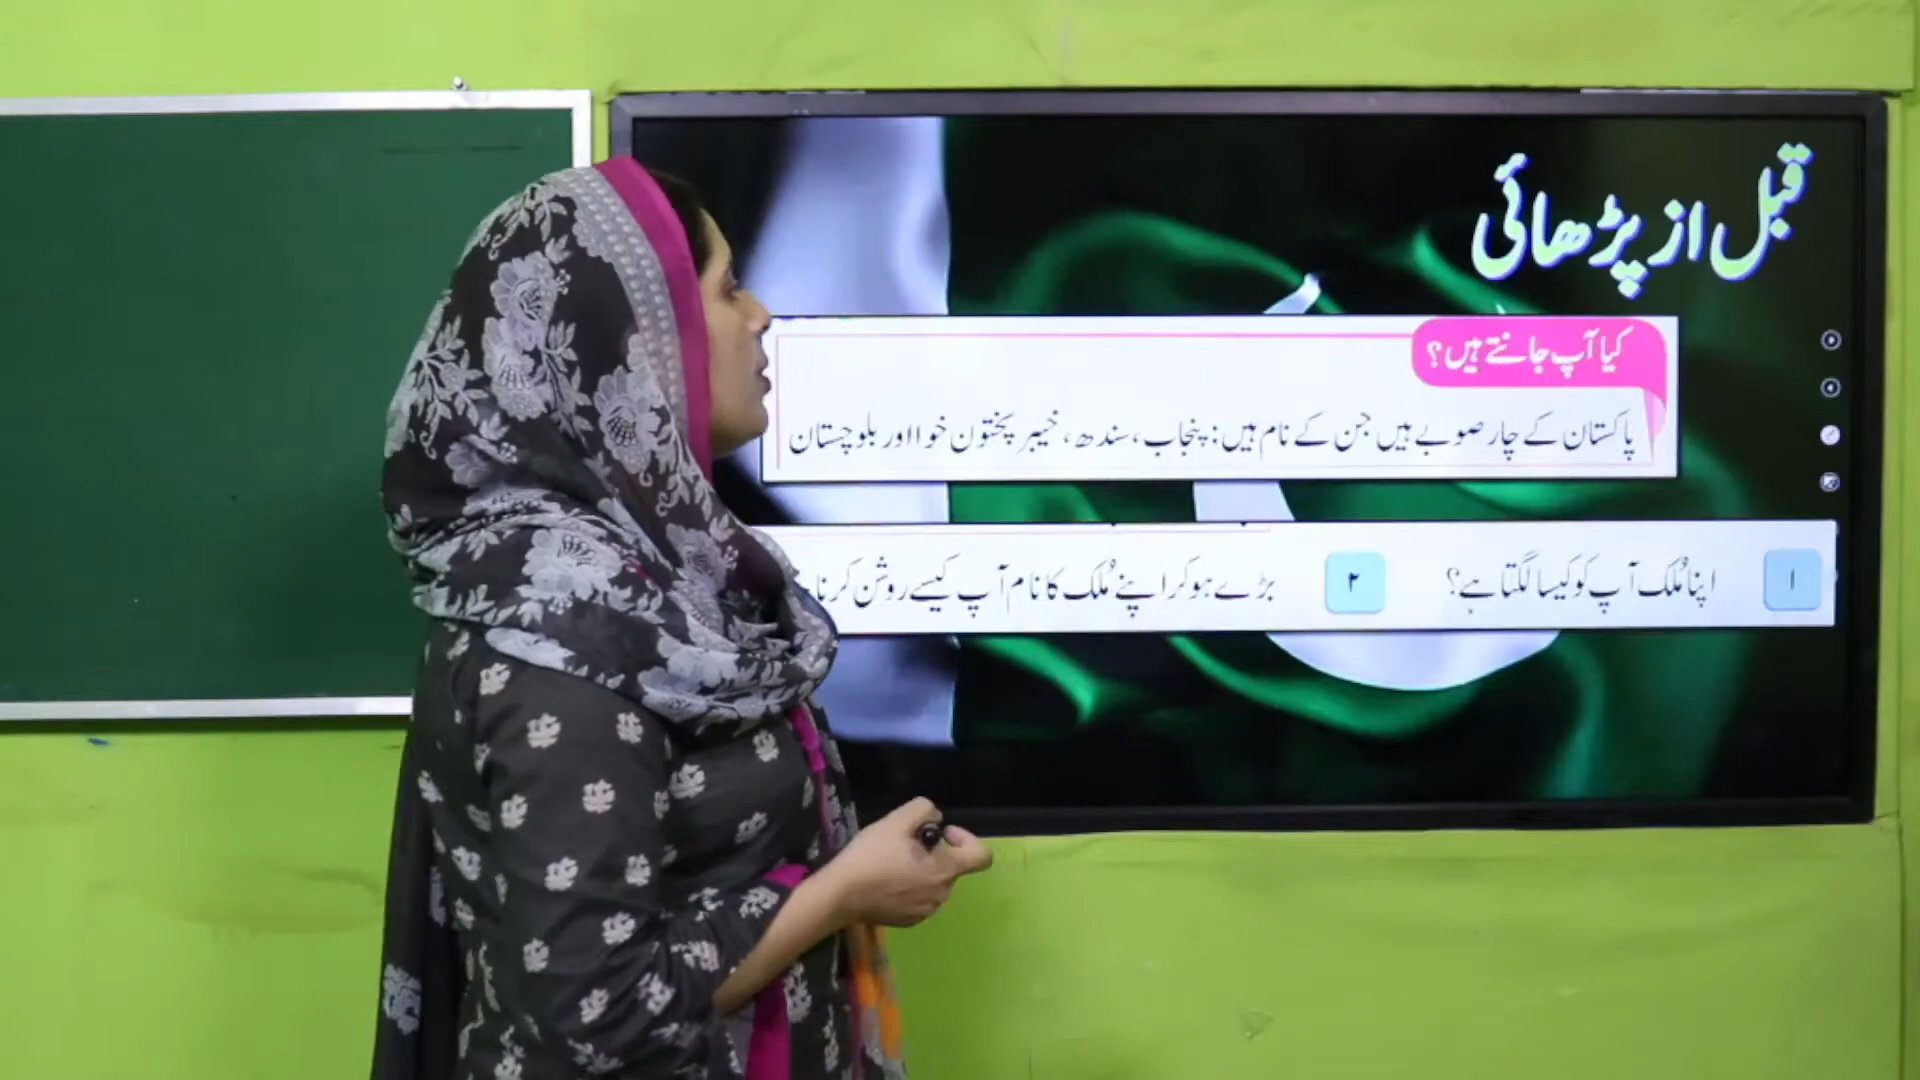 قبل از پڑھائی
کیا آپ جانتے ہیں؟
پاکستان کے چار صوبے ہیں جن کے نام ہیں: پنجاب، سندھ، خیبر پختون خوا اور بلوچستان
۱ اپنا مُلک آپ کو کیسا لگتا ہے؟ ۲ بڑے ہو کر اپنے مُلک کا نام آپ کیسے روشن کرنا